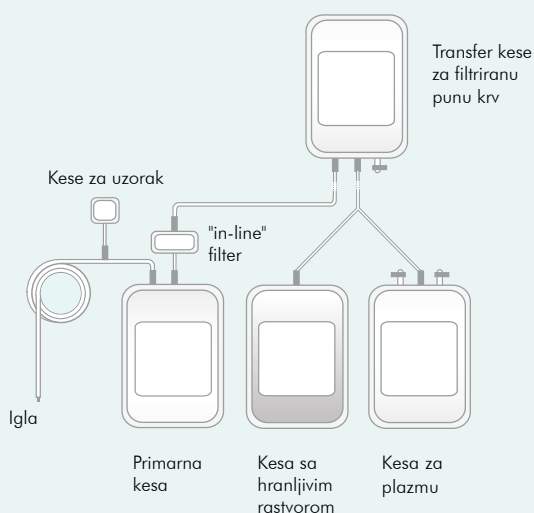 Transfer kese
za filtriranu
punu krv
Kese za uzorak
"in-line"
filter
Igla
Primarna
kesa
Kesa sa
hranljivim
rastvorom
Kesa za
plazmu